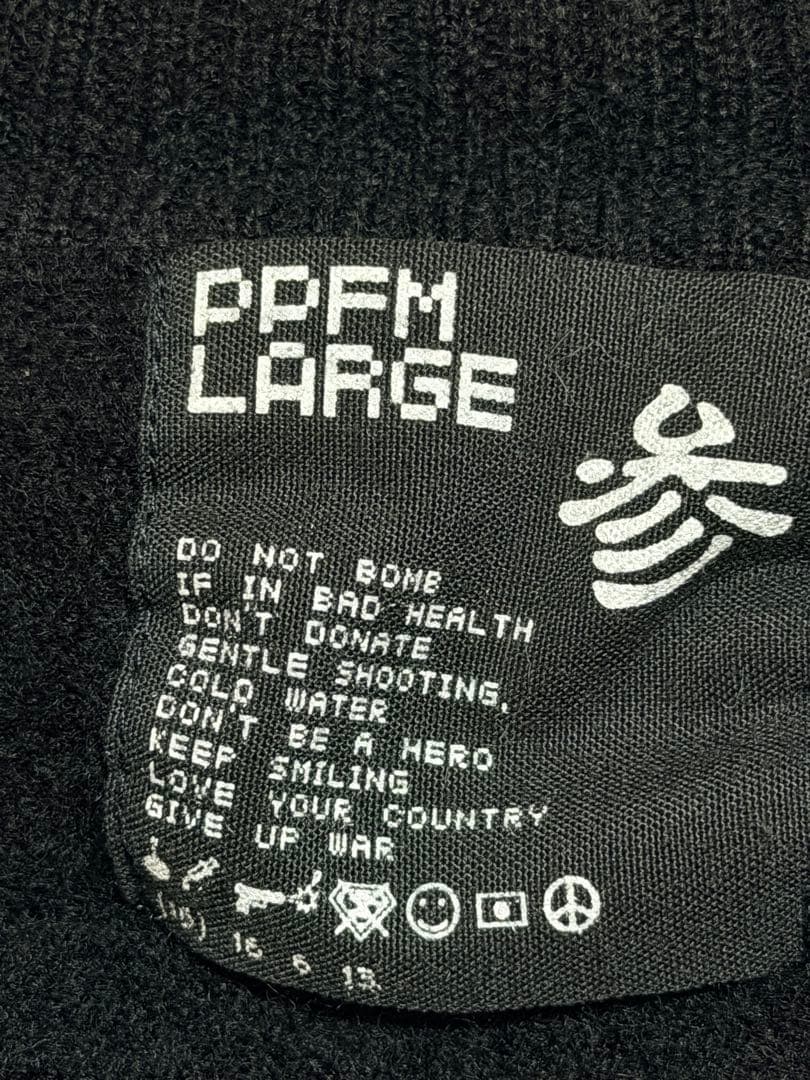 PPFM
LARGE
参
DO NOT BOMB
IF IN BAD HEALTH
DON'T DONATE
GENTLE SHOOTING,
COLD WATER
DON'T BE A HERO
KEEP SMILING
LOVE YOUR COUNTRY
GIVE UP WAR
16 6 13